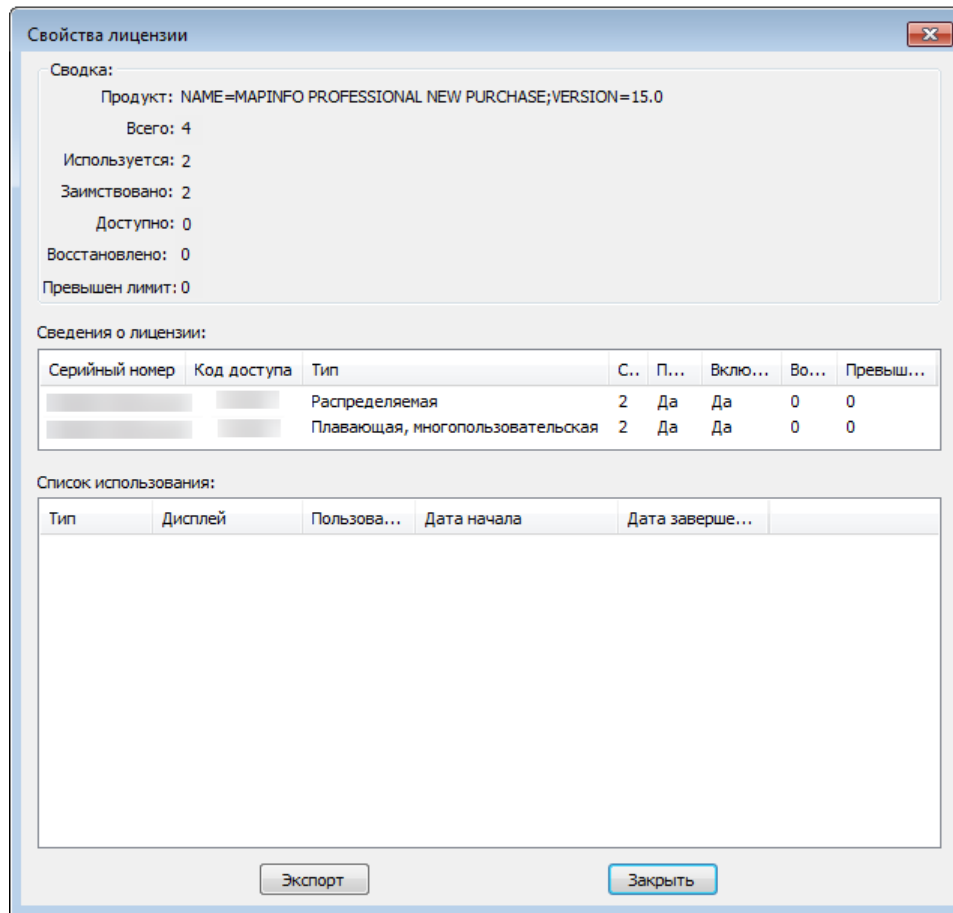 Свойства лицензии
Сводка:
Продукт: NAME=MAPINFO PROFESSIONAL NEW PURCHASE;VERSION=15.0
Всего: 4
Используется: 2
Заимствовано: 2
Доступно: 0
Восстановлено: 0
Превышен лимит: 0
Сведения о лицензии:
Серийный номер Код доступа Тип С.. П... Вклю... Во... Превыш...
Распределяемая 2 Да Да 0 0
Плавающая, многопользовательская 2 Да Да 0 0
Список использования:
Тип Дисплей Пользова... Дата начала Дата заверше...
Экспорт Закрыть